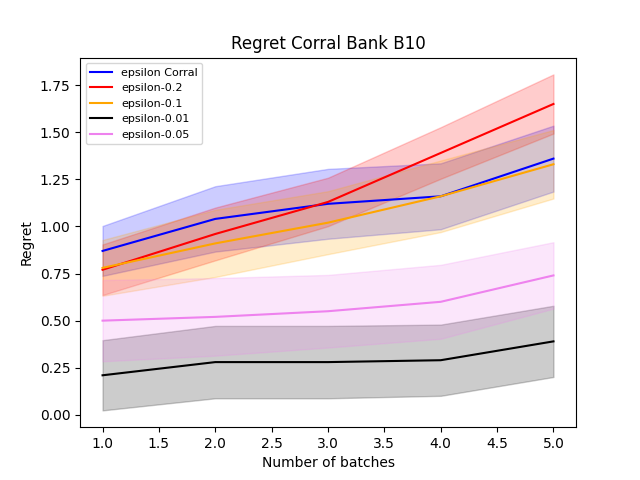 Regret Corral Bank B10
epsilon Corral
epsilon-0.2
epsilon-0.1
epsilon-0.01
epsilon-0.05
Regret
1.75
1.50
1.25
1.00
0.75
0.50
0.25
0.00
1.0 1.5 2.0 2.5 3.0 3.5 4.0 4.5 5.0
Number of batches